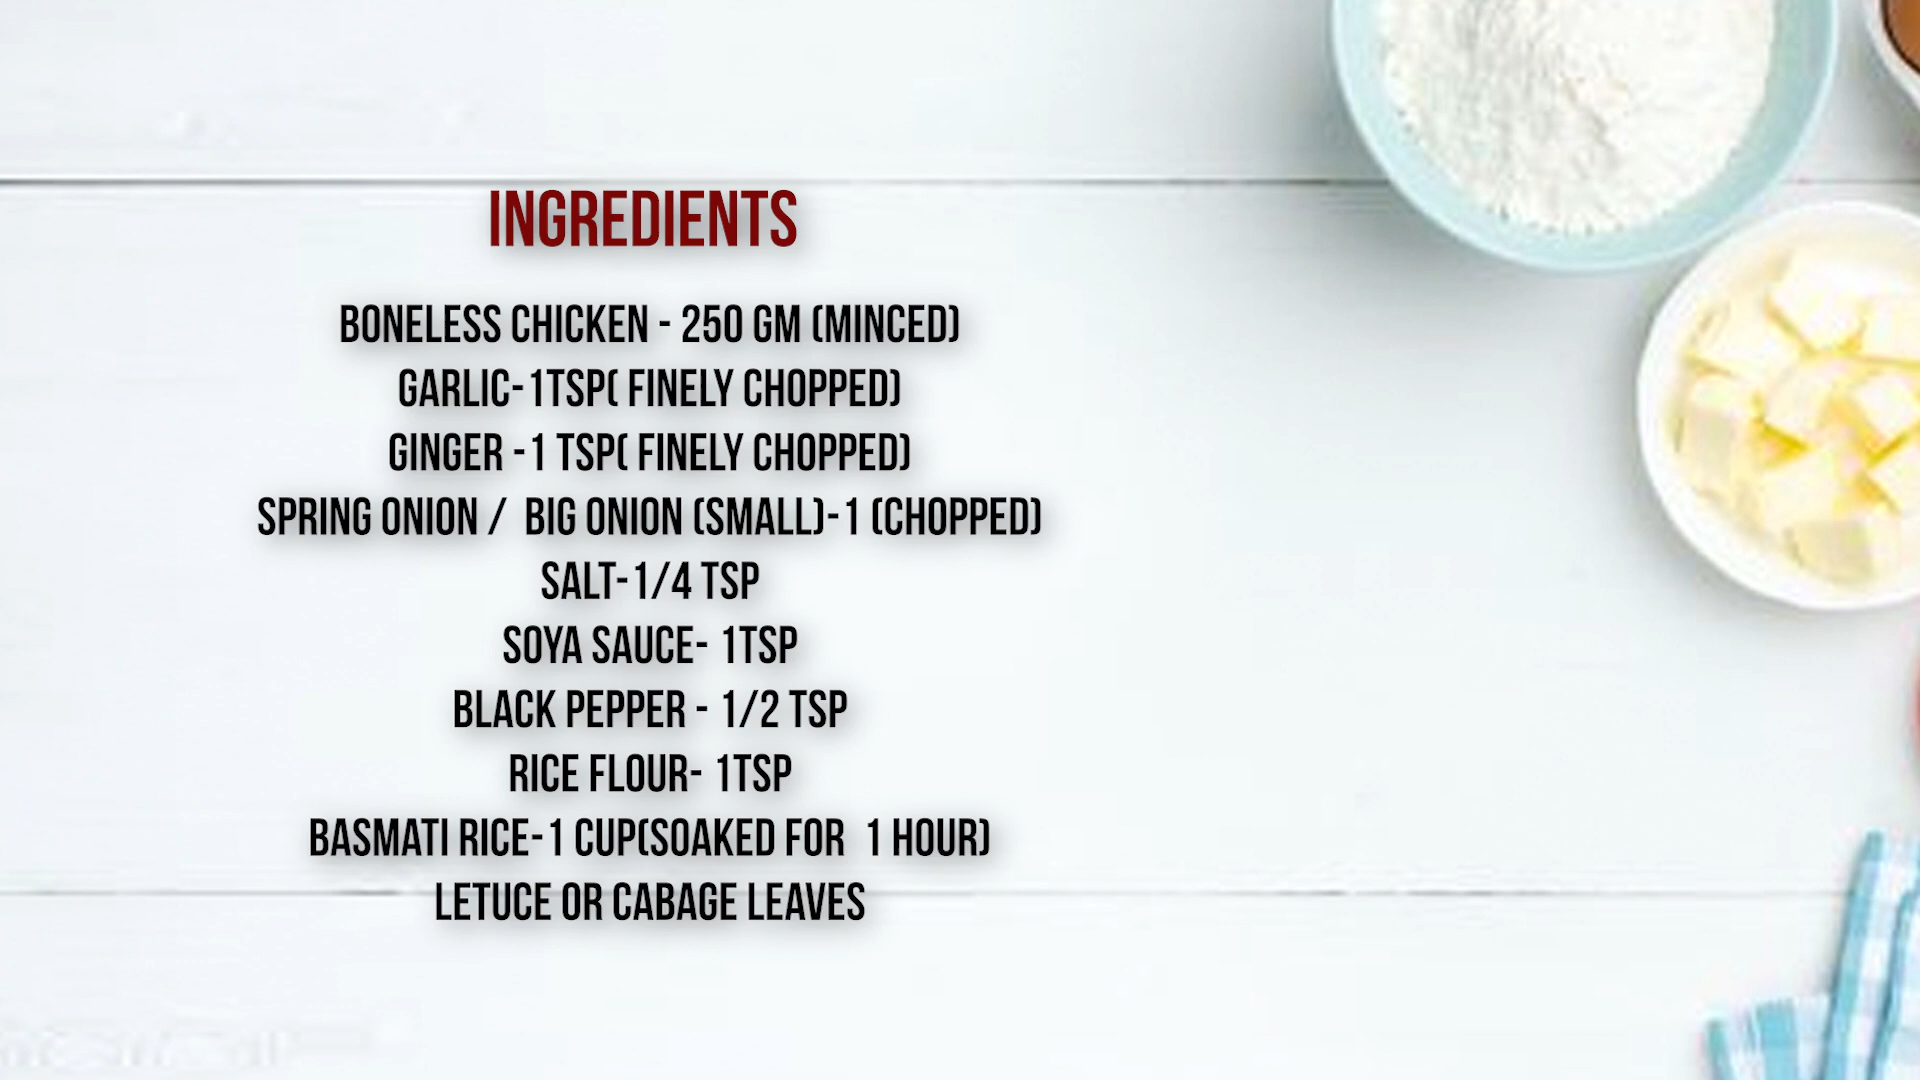 INGREDIENTS
BONELESS CHICKEN - 250 GM (MINCED)
GARLIC-1TSP( FINELY CHOPPED)
GINGER -1 TSP( FINELY CHOPPED)
SPRING ONION /  BIG ONION (SMALL)-1 (CHOPPED)
SALT-1/4 TSP
SOYA SAUCE- 1TSP
BLACK PEPPER - 1/2 TSP
RICE FLOUR- 1TSP
BASMATI RICE-1 CUP(SOAKED FOR  1 HOUR)
LETUCE OR CABAGE LEAVES